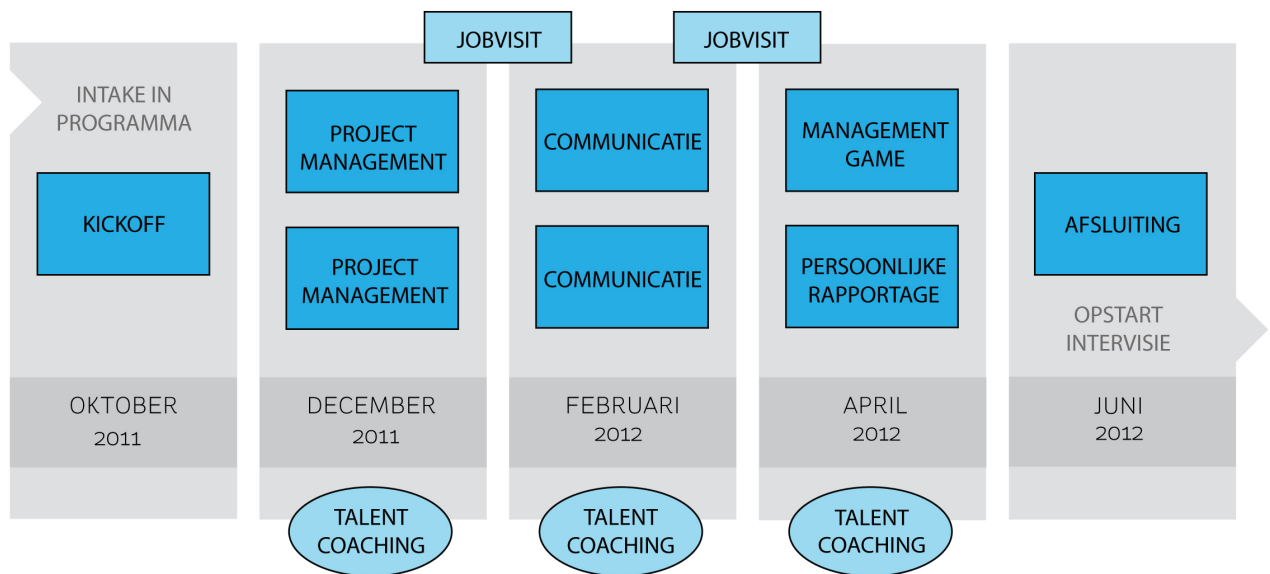 JOBVISIT
JOBVISIT
INTAKE IN
PROGRAMMA
KICKOFF
OKTOBER
2011
PROJECT
MANAGEMENT
PROJECT
MANAGEMENT
DECEMBER
2011
TALENT
COACHING
COMMUNICATIE
COMMUNICATIE
FEBRUARI
2012
TALENT
COACHING
MANAGEMENT
GAME
PERSOONLIJKE
RAPPORTAGE
APRIL
2012
TALENT
COACHING
AFSLUITING
OPSTART
INTERVISIE
JUNI
2012